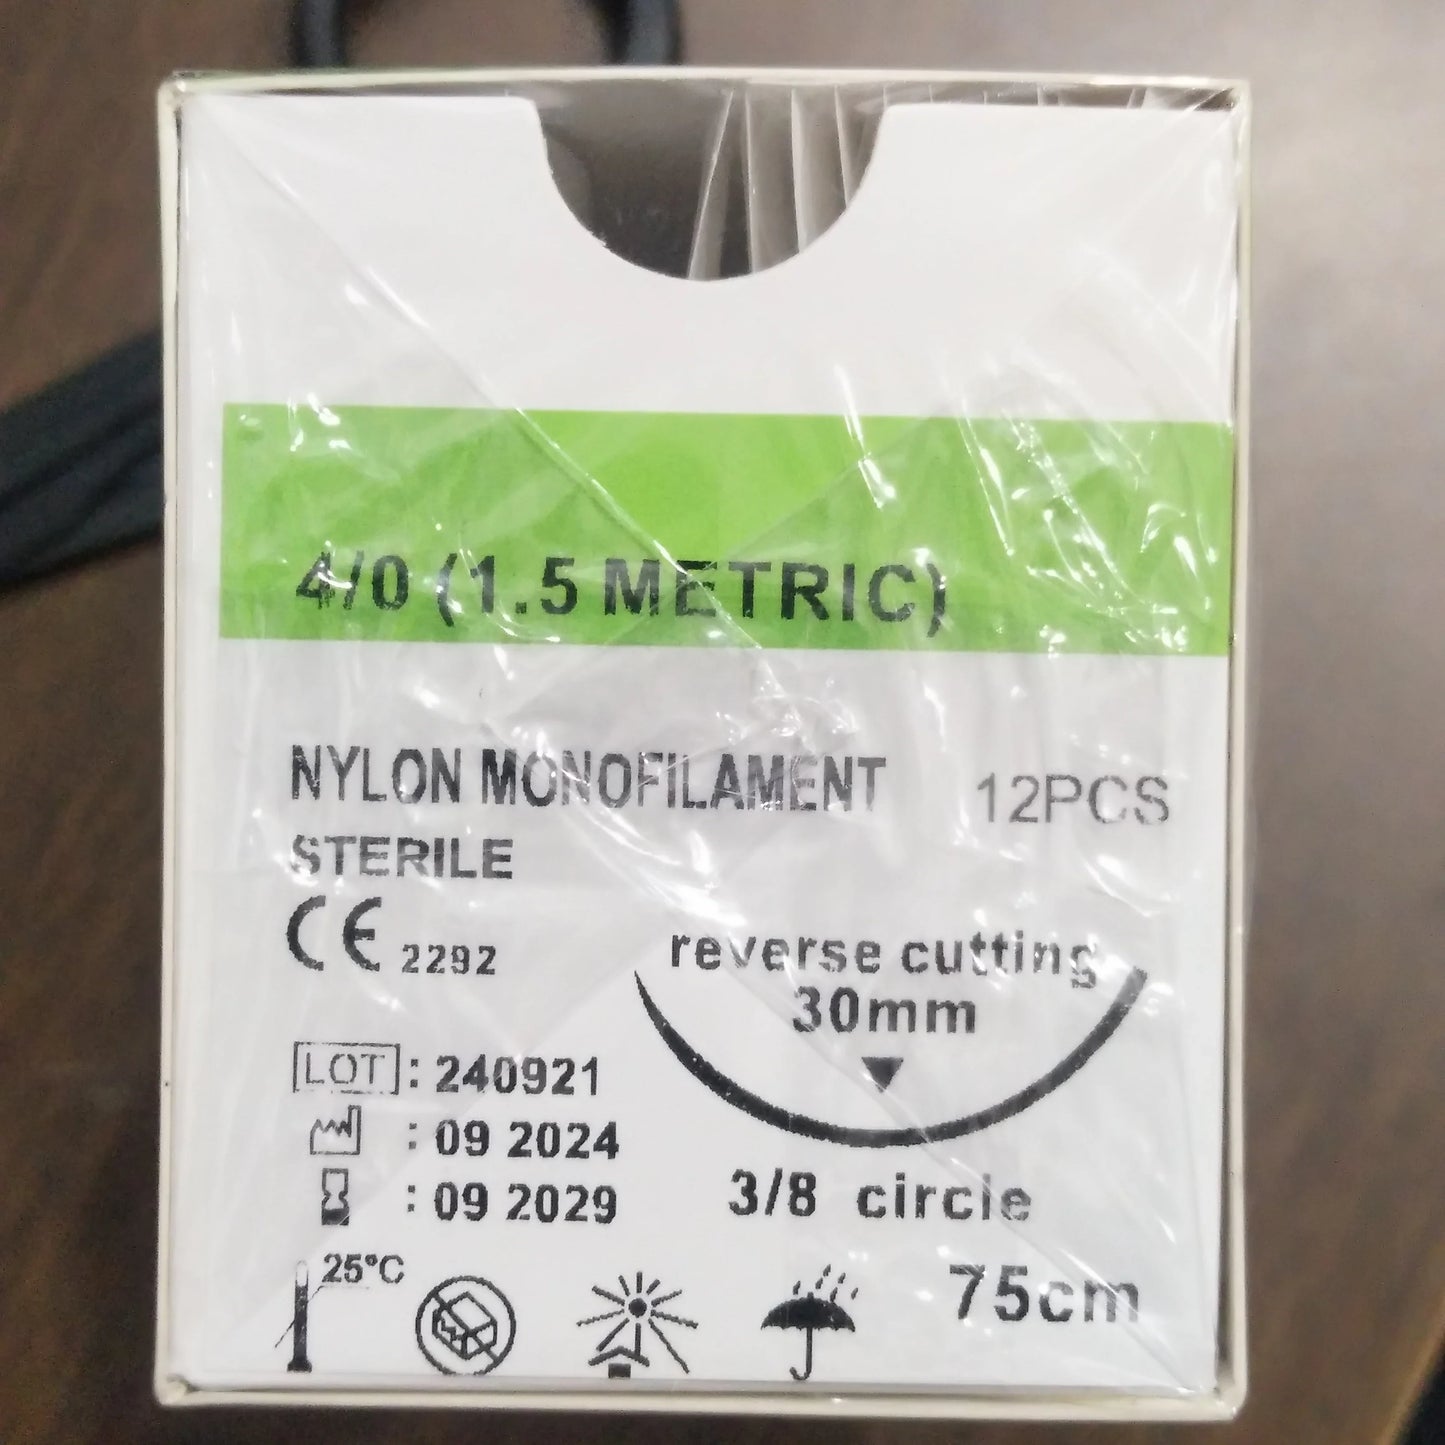 4/0 (1.5 METRIC)
NYLON MONOFILAMENT
12PCS
STERILE
CE 2292
reverse cutting
30mm
LOT : 240921
: 09 2024
: 09 2029
3/8 circle
25°C
75cm